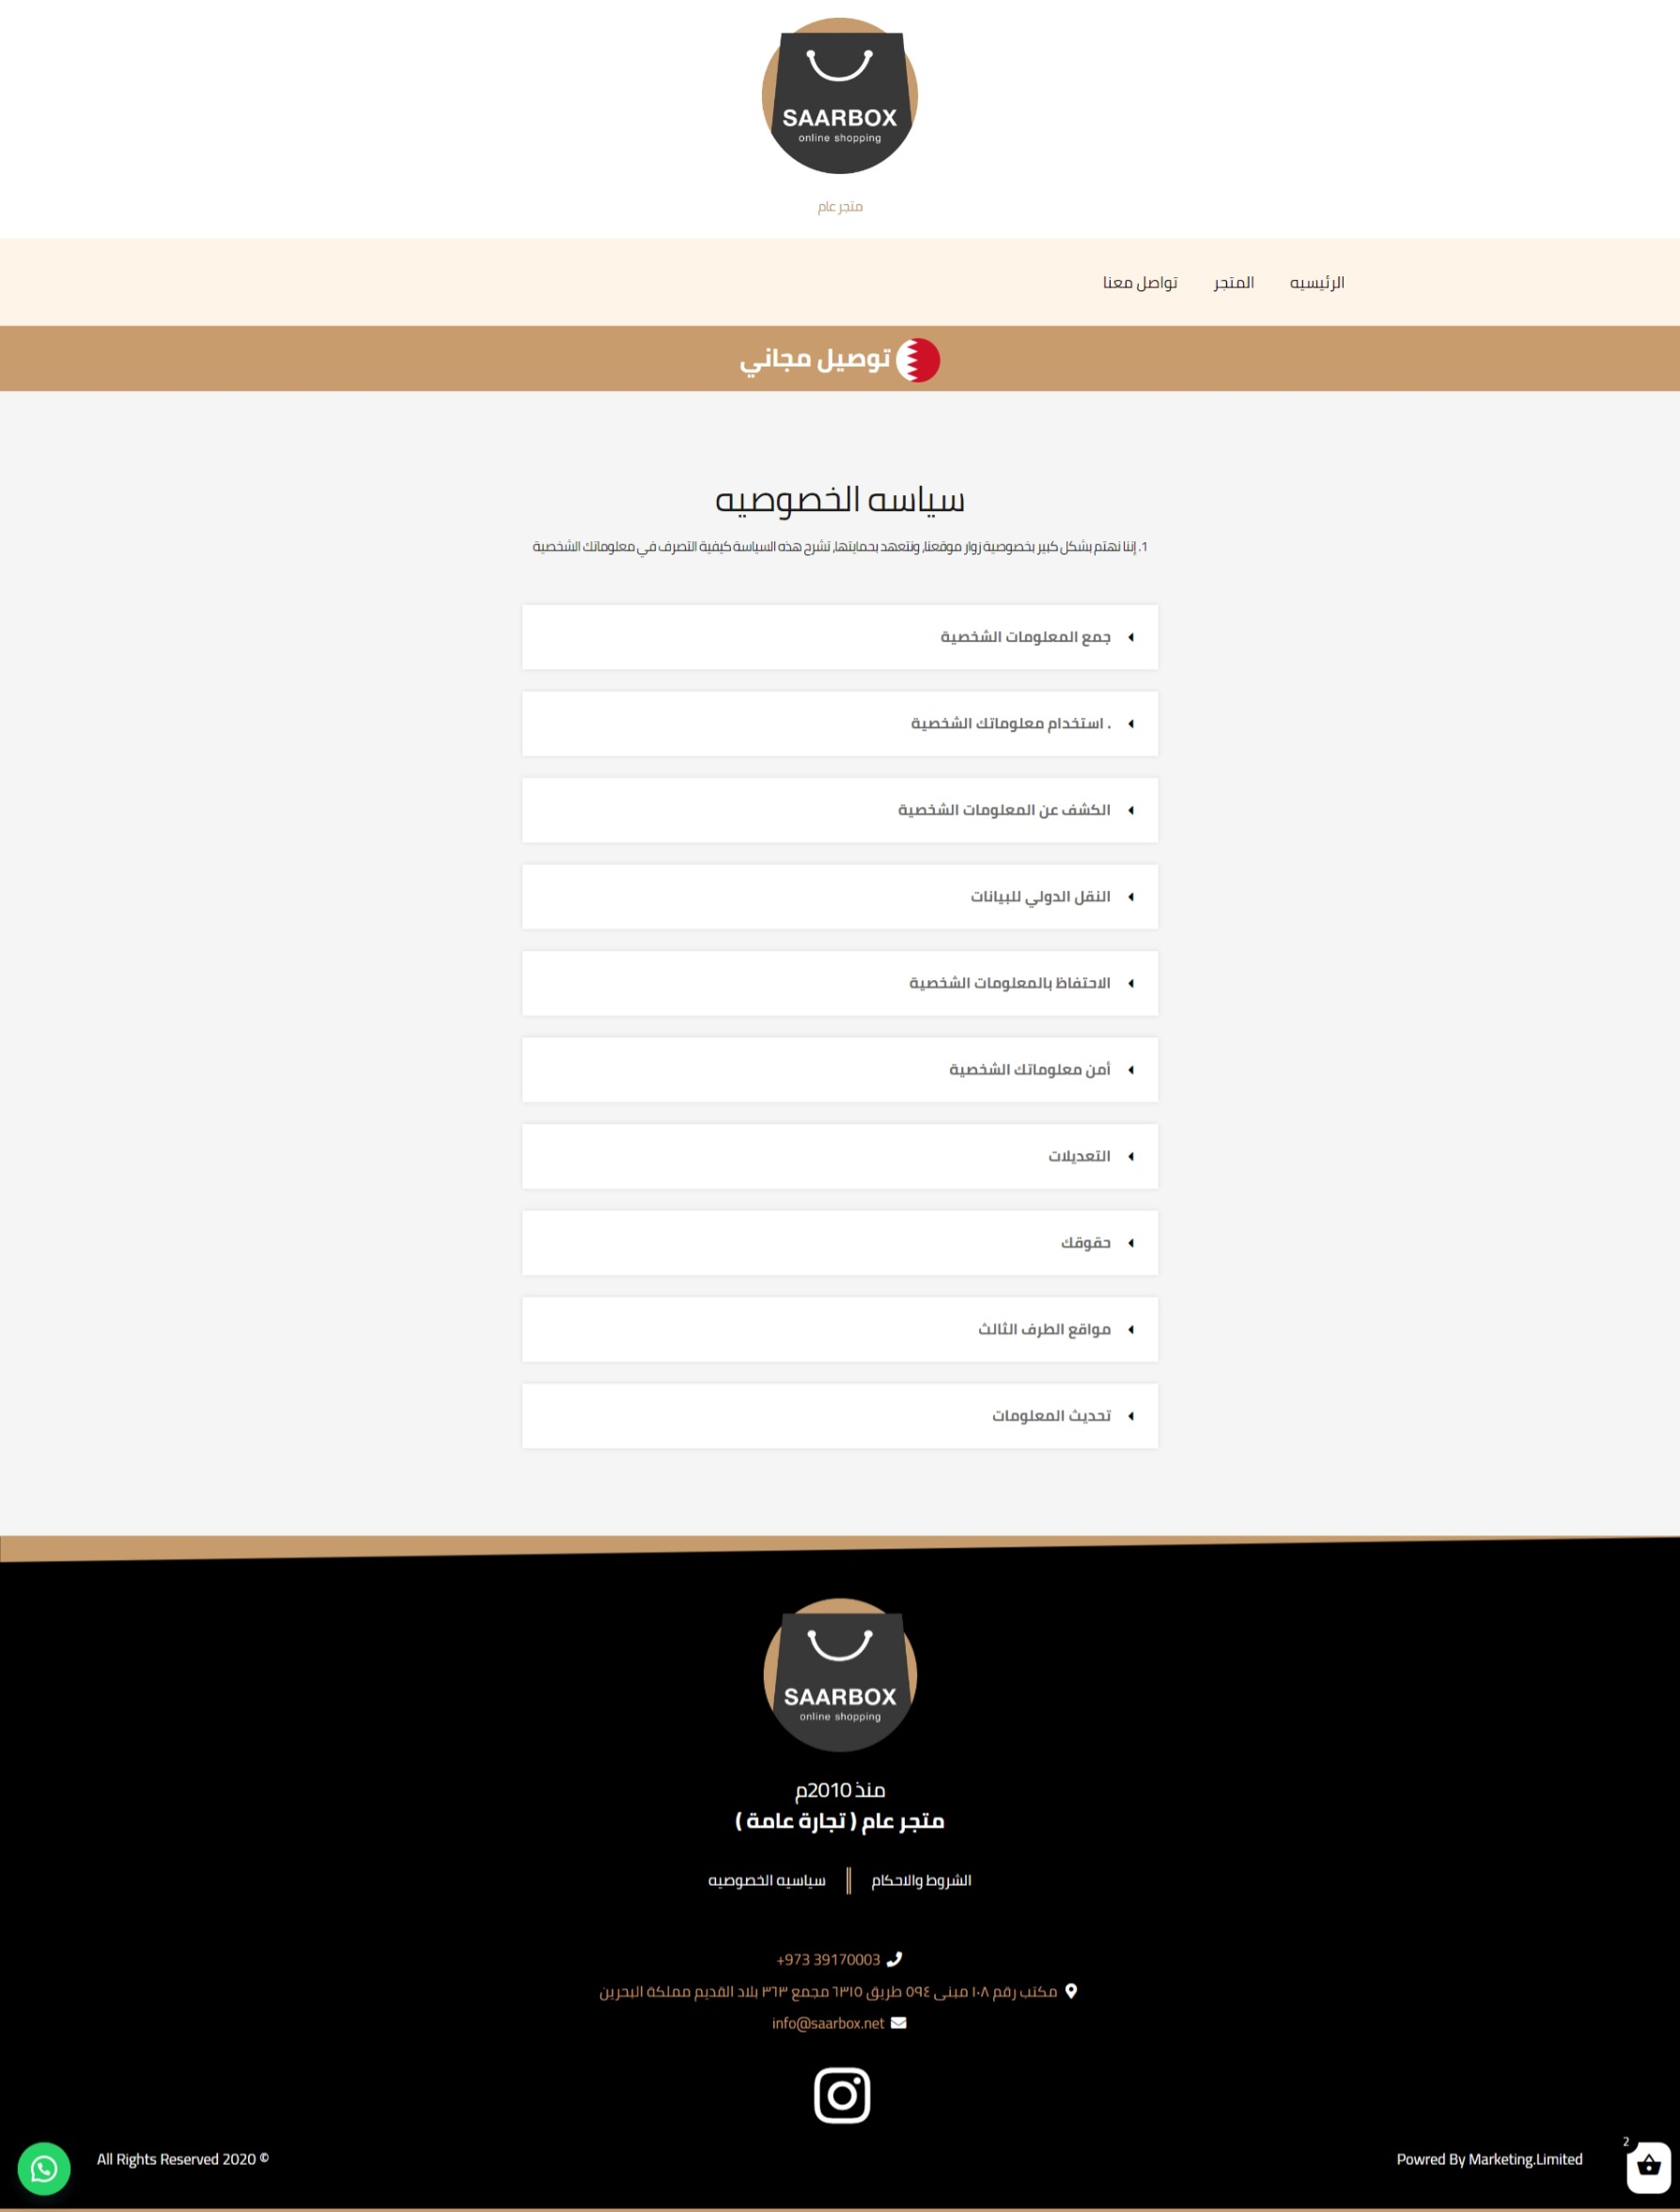 SAARBOX
online shopping
متجر عام
الرئيسيه
المتجر
تواصل معنا
توصيل مجاني
سياسه الخصوصيه
1. إننا نهتم بشكل كبير بخصوصية زوار موقعنا، ونتعهد بحمايتها، تشرح هذه السياسة كيفية التصرف في معلوماتك الشخصية
جمع المعلومات الشخصية
. استخدام معلوماتك الشخصية
الكشف عن المعلومات الشخصية
النقل الدولي للبيانات
الاحتفاظ بالمعلومات الشخصية
أمن معلوماتك الشخصية
التعديلات
حقوقك
مواقع الطرف الثالث
تحديث المعلومات
SAARBOX
online shopping
منذ 2010م
متجر عام ( تجارة عامة )
الشروط والاحكام
سياسيه الخصوصيه
+973 39170003
مكتب رقم ١٠٨ مبنى ٥٩٤ طريق ٦٣١٥ مجمع ٣٦٣ بلاد القديم مملكة البحرين
info@saarbox.net
2
Powred By Marketing.Limited
All Rights Reserved 2020 ©